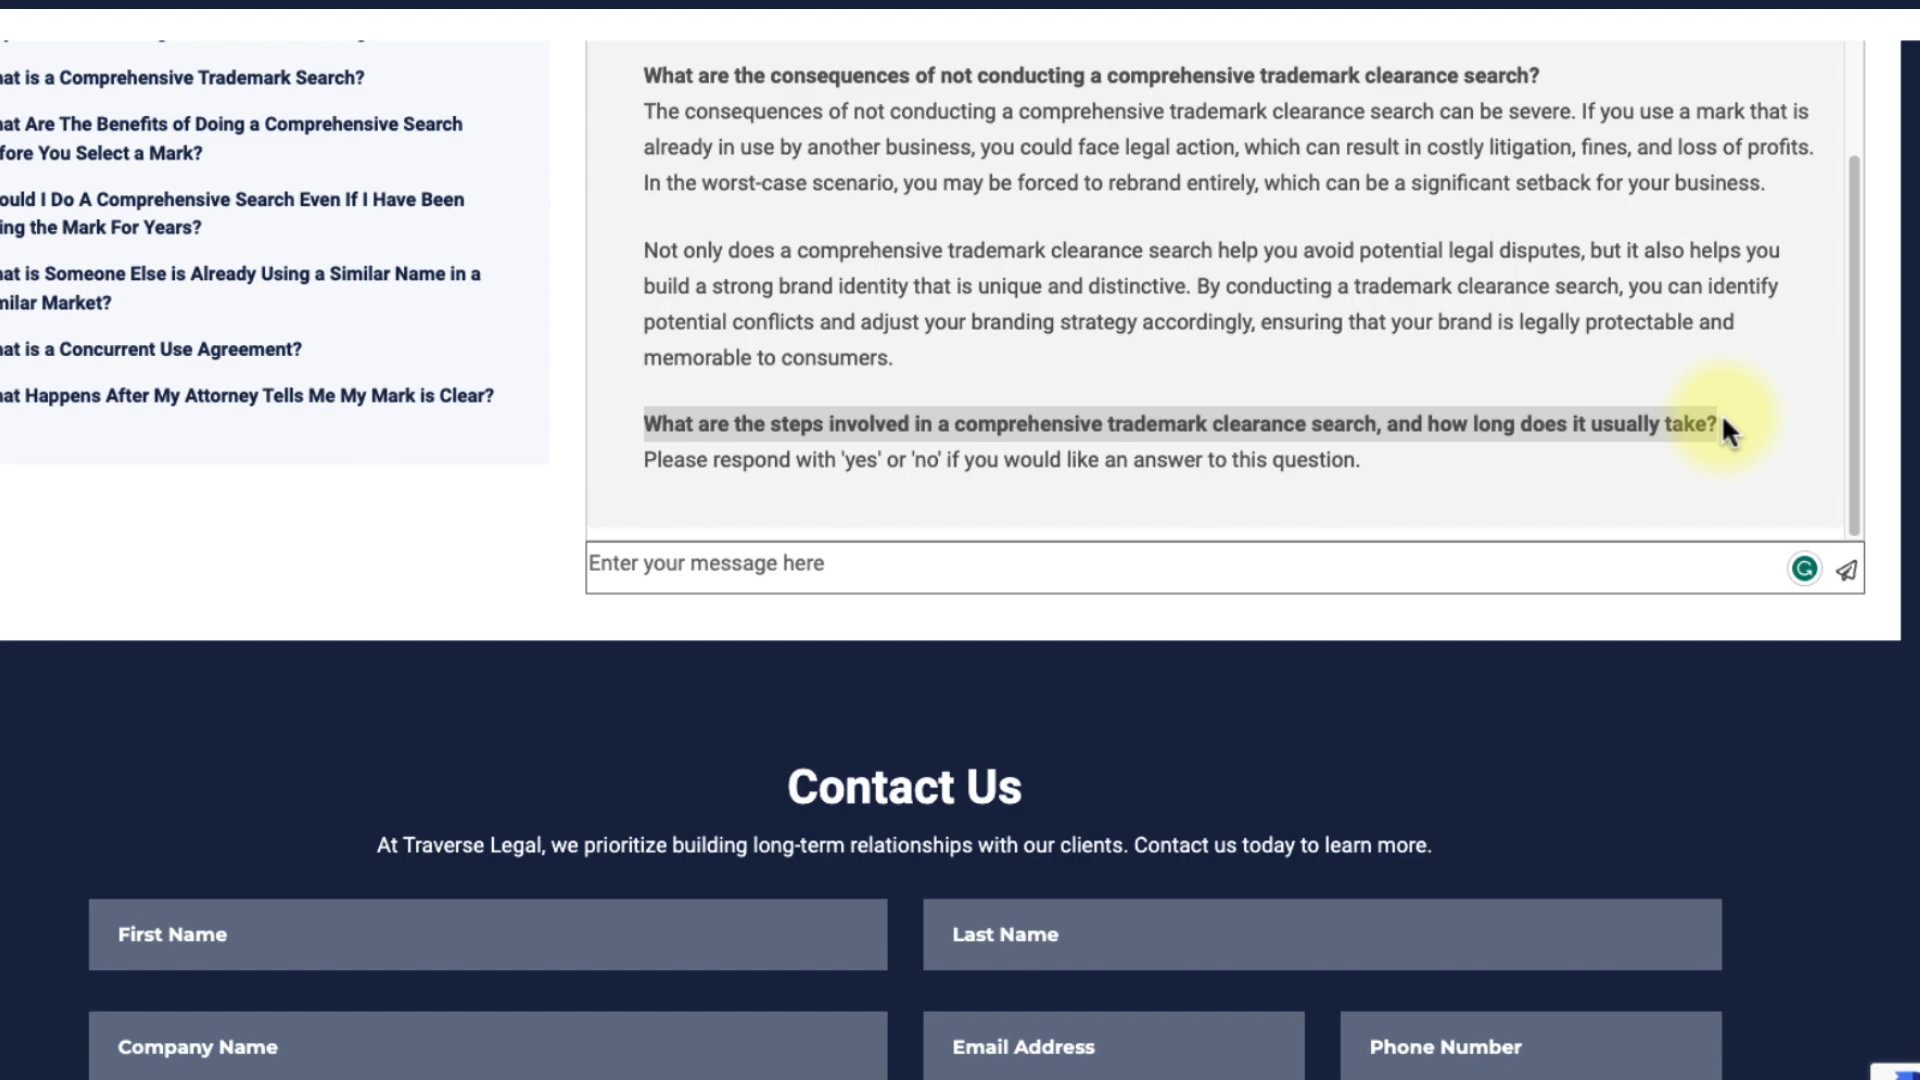 at is a Comprehensive Trademark Search?
at Are The Benefits of Doing a Comprehensive Search
fore You Select a Mark?
ould I Do A Comprehensive Search Even If I Have Been
ing the Mark For Years?
at is Someone Else is Already Using a Similar Name in a
milar Market?
at is a Concurrent Use Agreement?
at Happens After My Attorney Tells Me My Mark is Clear?
What are the consequences of not conducting a comprehensive trademark clearance search?
The consequences of not conducting a comprehensive trademark clearance search can be severe. If you use a mark that is
already in use by another business, you could face legal action, which can result in costly litigation, fines, and loss of profits.
In the worst-case scenario, you may be forced to rebrand entirely, which can be a significant setback for your business.
Not only does a comprehensive trademark clearance search help you avoid potential legal disputes, but it also helps you
build a strong brand identity that is unique and distinctive. By conducting a trademark clearance search, you can identify
potential conflicts and adjust your branding strategy accordingly, ensuring that your brand is legally protectable and
memorable to consumers.
What are the steps involved in a comprehensive trademark clearance search, and how long does it usually take?
Please respond with 'yes' or 'no' if you would like an answer to this question.
Enter your message here
Contact Us
At Traverse Legal, we prioritize building long-term relationships with our clients. Contact us today to learn more.
First Name
Last Name
Company Name
Email Address
Phone Number